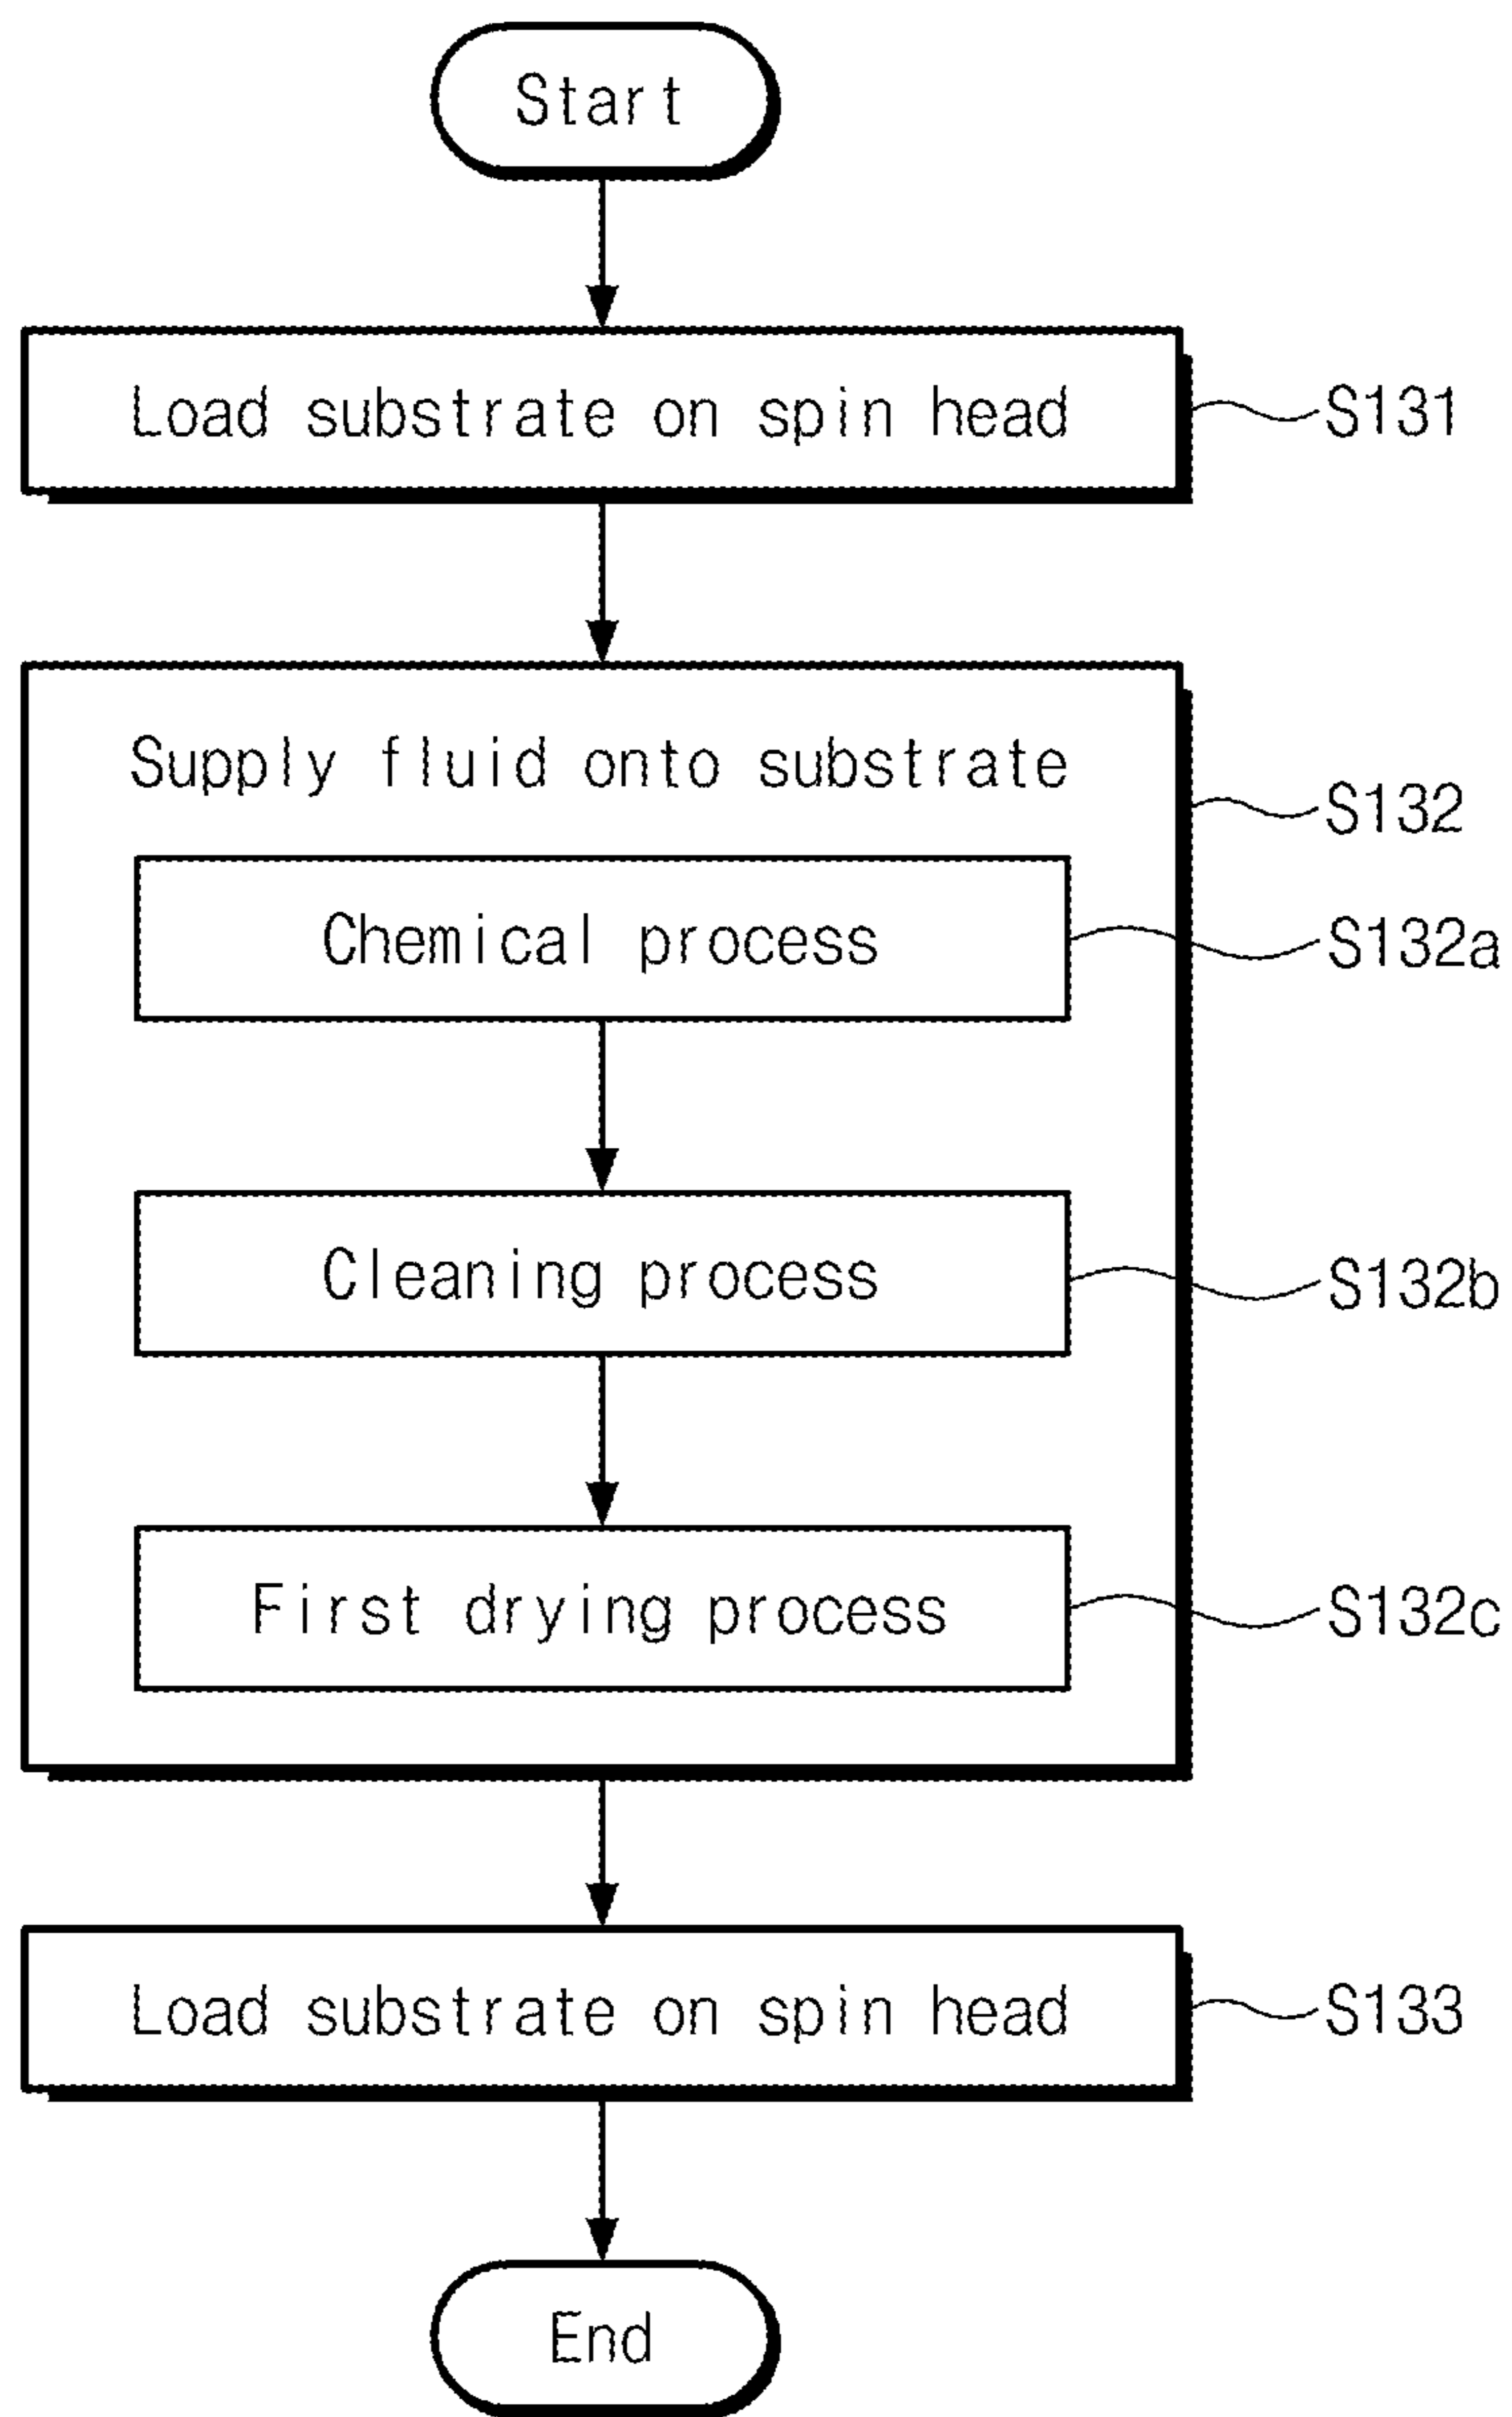 Start
Load substrate on spin head
S131
Supply fluid onto substrate
S132
Chemical process
S132a
Cleaning process
S132b
First drying process
S132c
Load substrate on spin head
S133
End